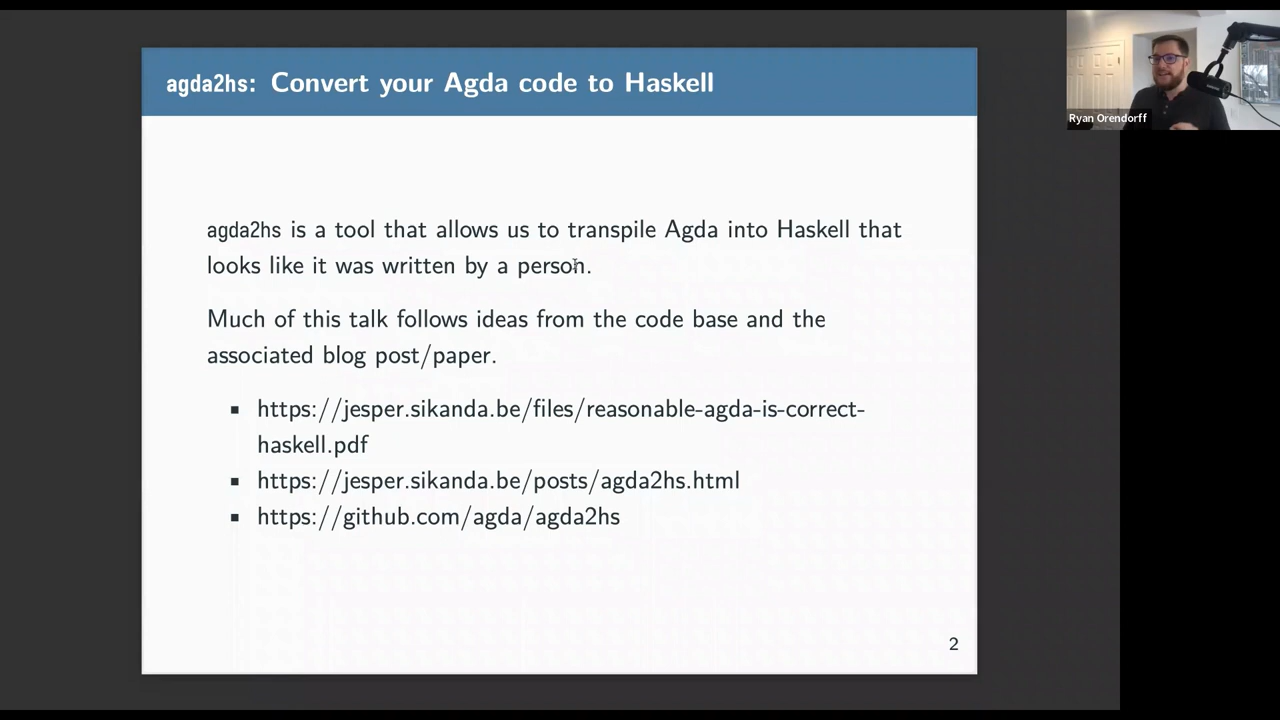 agda2hs: Convert your Agda code to Haskell
Ryan Orendorff
agda2hs is a tool that allows us to transpile Agda into Haskell that
looks like it was written by a person.
Much of this talk follows ideas from the code base and the
associated blog post/paper.
https://jesper.sikanda.be/files/reasonable-agda-is-correct-
haskell.pdf
https://jesper.sikanda.be/posts/agda2hs.html
https://github.com/agda/agda2hs
2